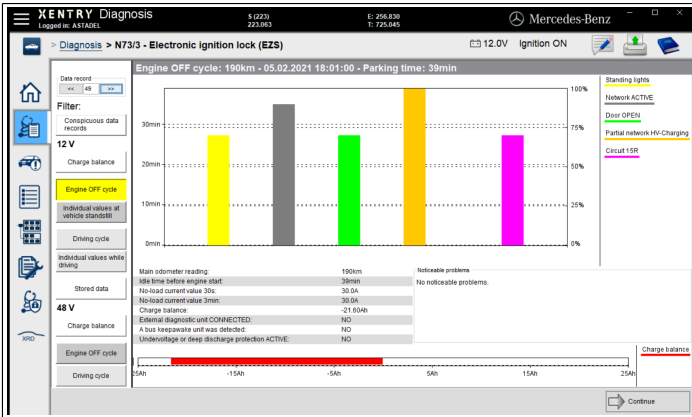 XENTRY Diagnosis
Logged in: ASTADEL
S (223)
223.063
E: 256.830
T: 725.845
Mercedes-Benz
> Diagnosis > N73/3 - Electronic ignition lock (EZS)
12.0V Ignition ON
Engine OFF cycle: 190km - 05.02.2021 18:01:00 - Parking time: 39min
Data record
<< 49 >>
Filter:
Conspicuous data
records
12 V
Charge balance
Engine OFF cycle
Individual values at
vehicle standstill
Driving cycle
Individual values while
driving
Stored data
48 V
Charge balance
Engine OFF cycle
Driving cycle
XRD
30min
20min
10min
0min
100%
75%
50%
25%
0%
Standing lights
Network ACTIVE
Door OPEN
Partial network HV-Charging
Circuit 15R
Main odometer reading: 190km
Idle time before engine start: 39min
No-load current value 30s: 30.0A
No-load current value 3min: 30.0A
Charge balance: -21.60Ah
External diagnostic unit CONNECTED: NO
A bus keepawake unit was detected: NO
Undervoltage or deep discharge protection ACTIVE: NO
Noticeable problems
No noticeable problems.
Charge balance
-25Ah -15Ah -5Ah 5Ah 15Ah 25Ah
Continue